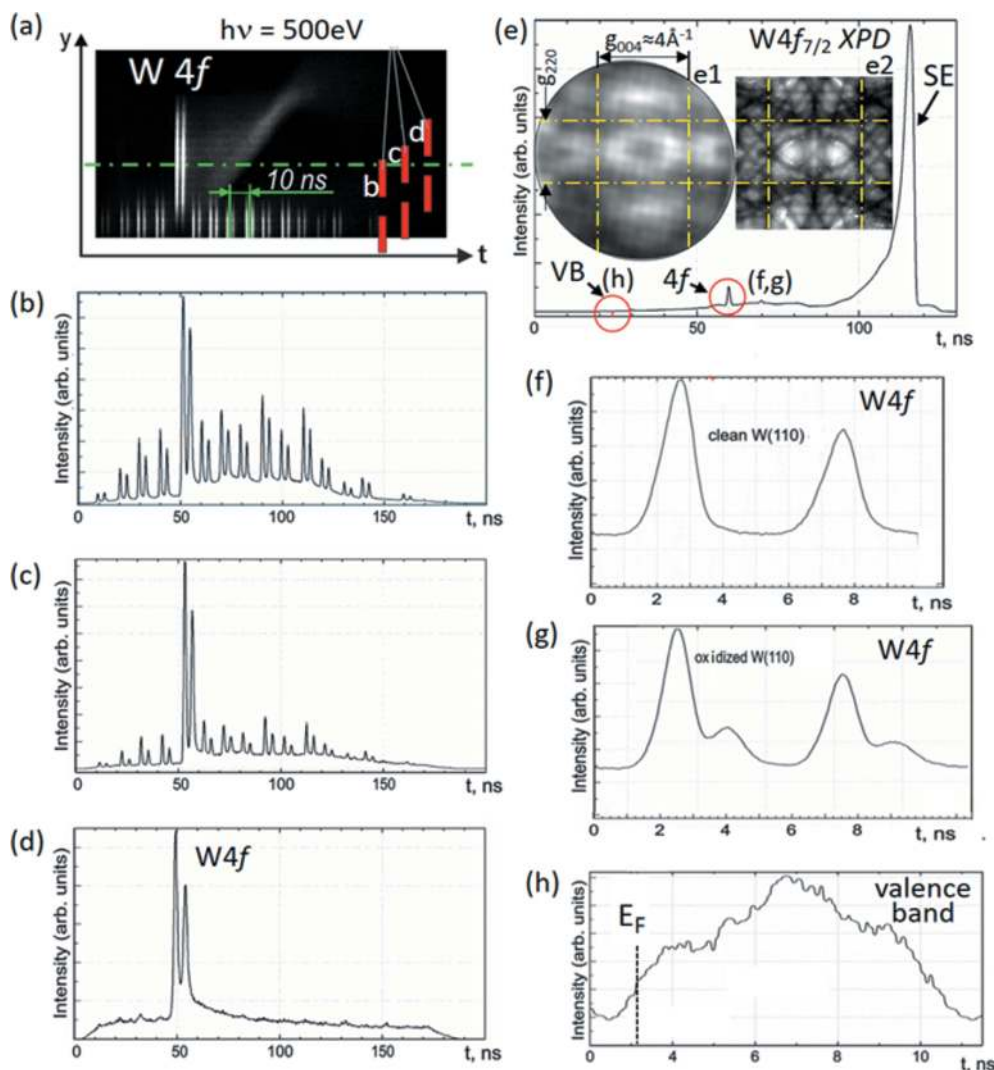 (a)
hν = 500eV
y
W 4f
d
c
b
10 ns
t
(b)
Intensity (arb. units)
0 50 100 150
t, ns
(c)
Intensity (arb. units)
0 50 100 150
t, ns
(d)
W4f
Intensity (arb. units)
0 50 100 150
t, ns
(e)
W4f7/2 XPD
g004≈4Å-1
e1
e2
g220
SE
Intensity (arb. units)
VB
(h)
4f
(f,g)
0 50 100
t, ns
(f)
W4f
clean W(110)
Intensity (arb. units)
0 2 4 6 8
t, ns
(g)
W4f
oxidized W(110)
Intensity (arb. units)
0 2 4 6 8
t, ns
(h)
valence
band
EF
Intensity (arb. units)
0 2 4 6 8 10
t, ns